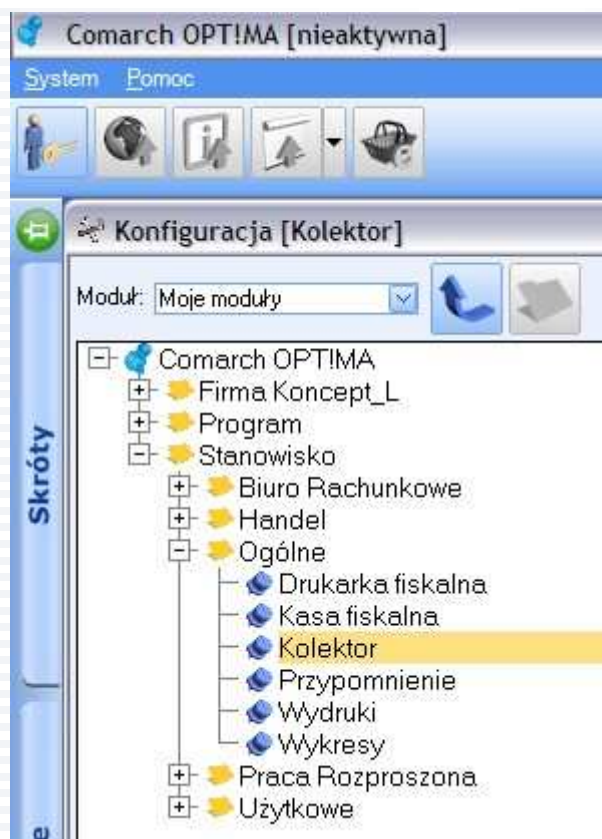 Comarch OPT!MA [nieaktywna]
System Pomoc
Konfiguracja [Kolektor]
Moduł: Moje moduły
Comarch OPT!MA
Firma Koncept_L
Program
Skróty
Stanowisko
Biuro Rachunkowe
Handel
Ogólne
Drukarka fiskalna
Kasa fiskalna
Kolektor
Przypomnienie
Wydruki
Wykresy
Praca Rozproszona
Użytkowe